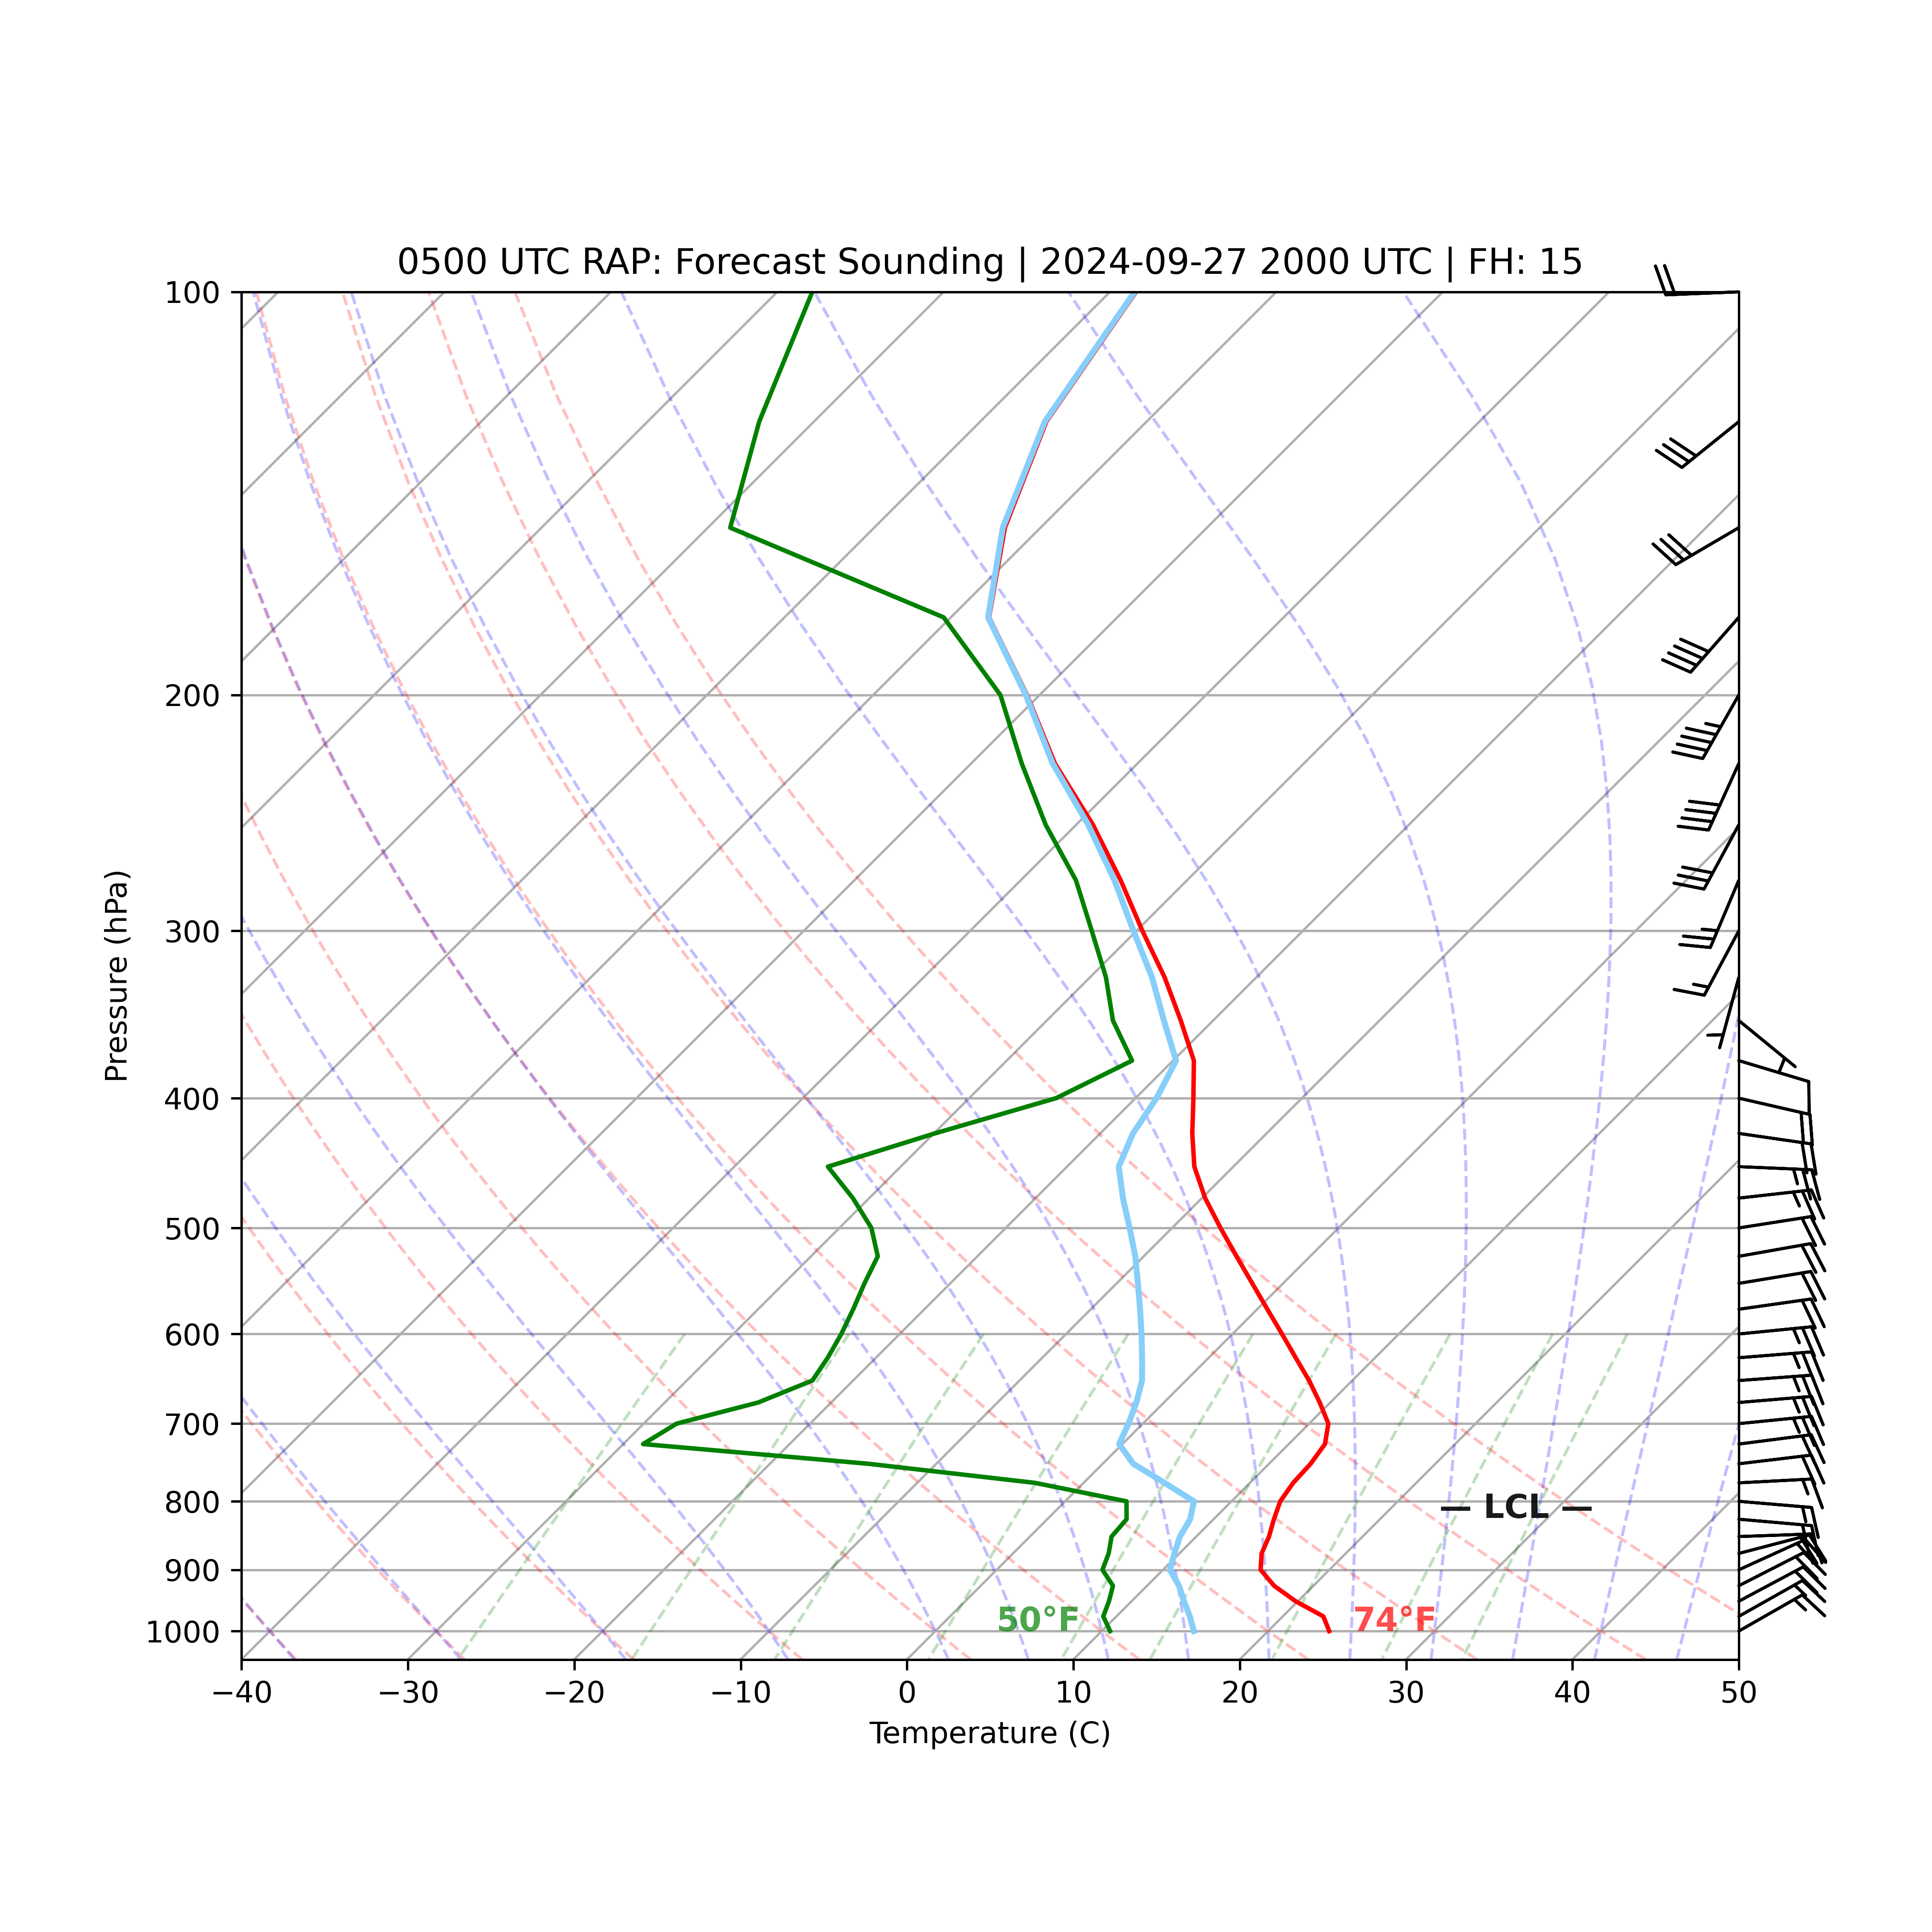 0500 UTC RAP: Forecast Sounding | 2024-09-27 2000 UTC | FH: 15
100
200
300
400
500
600
700
800
900
1000
Pressure (hPa)
— LCL —
50°F
74°F
−40 −30 −20 −10 0 10 20 30 40 50
Temperature (C)